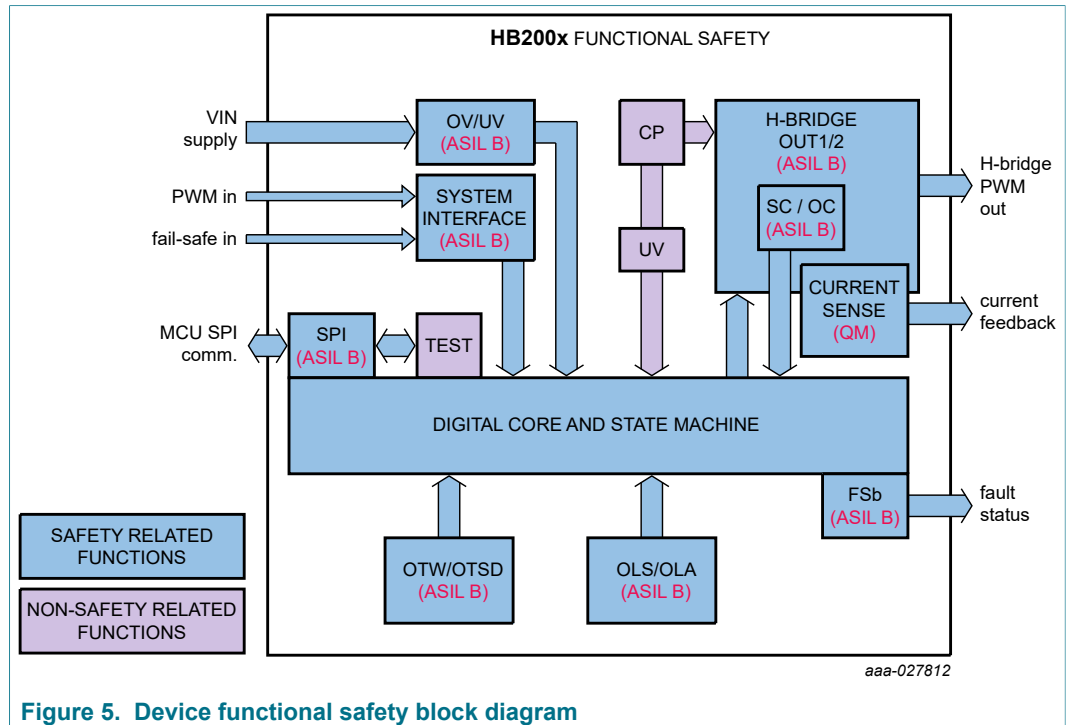 HB200x FUNCTIONAL SAFETY
VIN
supply
OV/UV
(ASIL B)
CP
H-BRIDGE
OUT1/2
(ASIL B)
H-bridge
PWM
out
PWM in
fail-safe in
SYSTEM
INTERFACE
(ASIL B)
SC / OC
(ASIL B)
UV
CURRENT
SENSE
(QM)
current
feedback
MCU SPI
comm.
SPI
(ASIL B)
TEST
DIGITAL CORE AND STATE MACHINE
FSb
(ASIL B)
fault
status
SAFETY RELATED
FUNCTIONS
OTW/OTSD
(ASIL B)
OLS/OLA
(ASIL B)
NON-SAFETY RELATED
FUNCTIONS
aaa-027812
Figure 5. Device functional safety block diagram